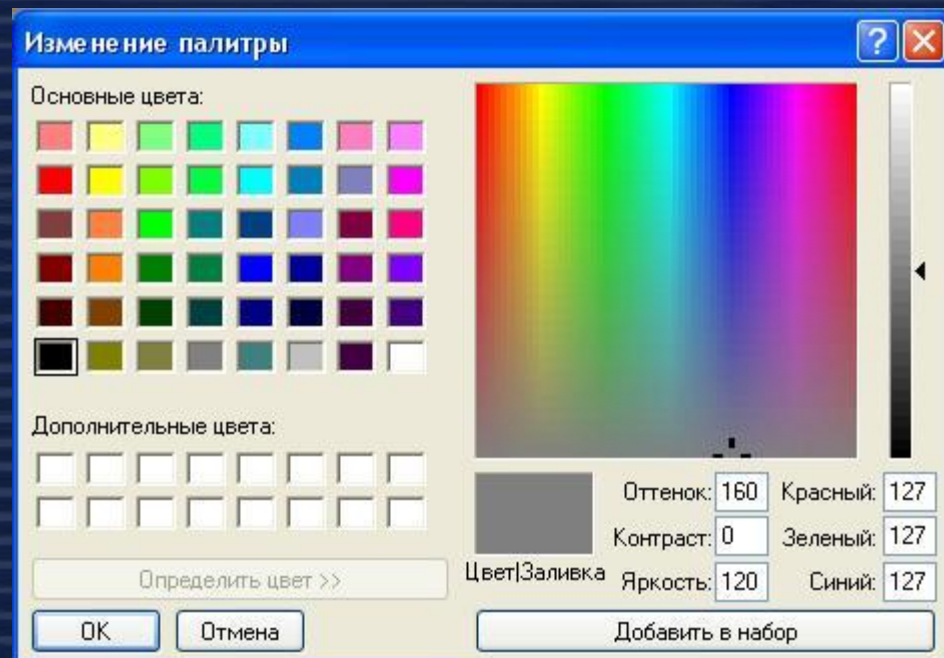 Изменение палитры
Основные цвета:
Дополнительные цвета:
Определить цвет >>
OK
Отмена
Цвет|Заливка
Оттенок: 160
Красный: 127
Контраст: 0
Зеленый: 127
Яркость: 120
Синий: 127
Добавить в набор